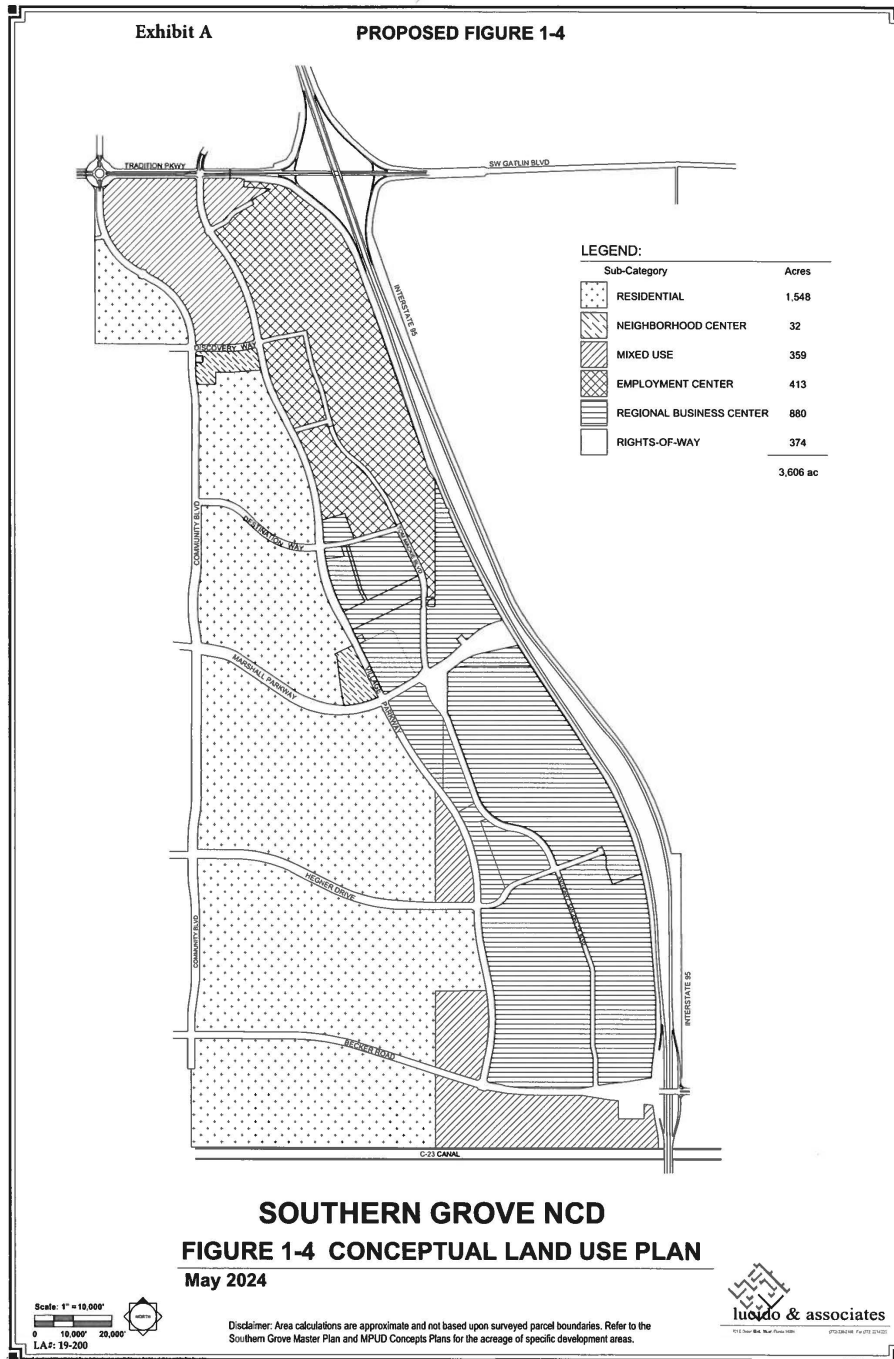 Exhibit A
PROPOSED FIGURE 1-4
TRADITION PKWY
SW GATLIN BLVD
INTERSTATE 95
LEGEND:
Sub-Category Acres
RESIDENTIAL 1,548
NEIGHBORHOOD CENTER 32
MIXED USE 359
EMPLOYMENT CENTER 413
REGIONAL BUSINESS CENTER 880
RIGHTS-OF-WAY 374
3,606 ac
DISCOVERY WAY
COMMUNITY BLVD
DESTINATION WAY
MARSHALL PARKWAY
VILLAGE PARKWAY
HEGNER DRIVE
COMMUNITY BLVD
INTERSTATE 95
BECKER ROAD
C-23 CANAL
SOUTHERN GROVE NCD
FIGURE 1-4 CONCEPTUAL LAND USE PLAN
May 2024
Scale: 1" = 10,000'
0 10,000' 20,000'
NORTH
LA#: 19-200
Disclaimer: Area calculations are approximate and not based upon surveyed parcel boundaries. Refer to the
Southern Grove Master Plan and MPUD Concepts Plans for the acreage of specific development areas.
lucido & associates